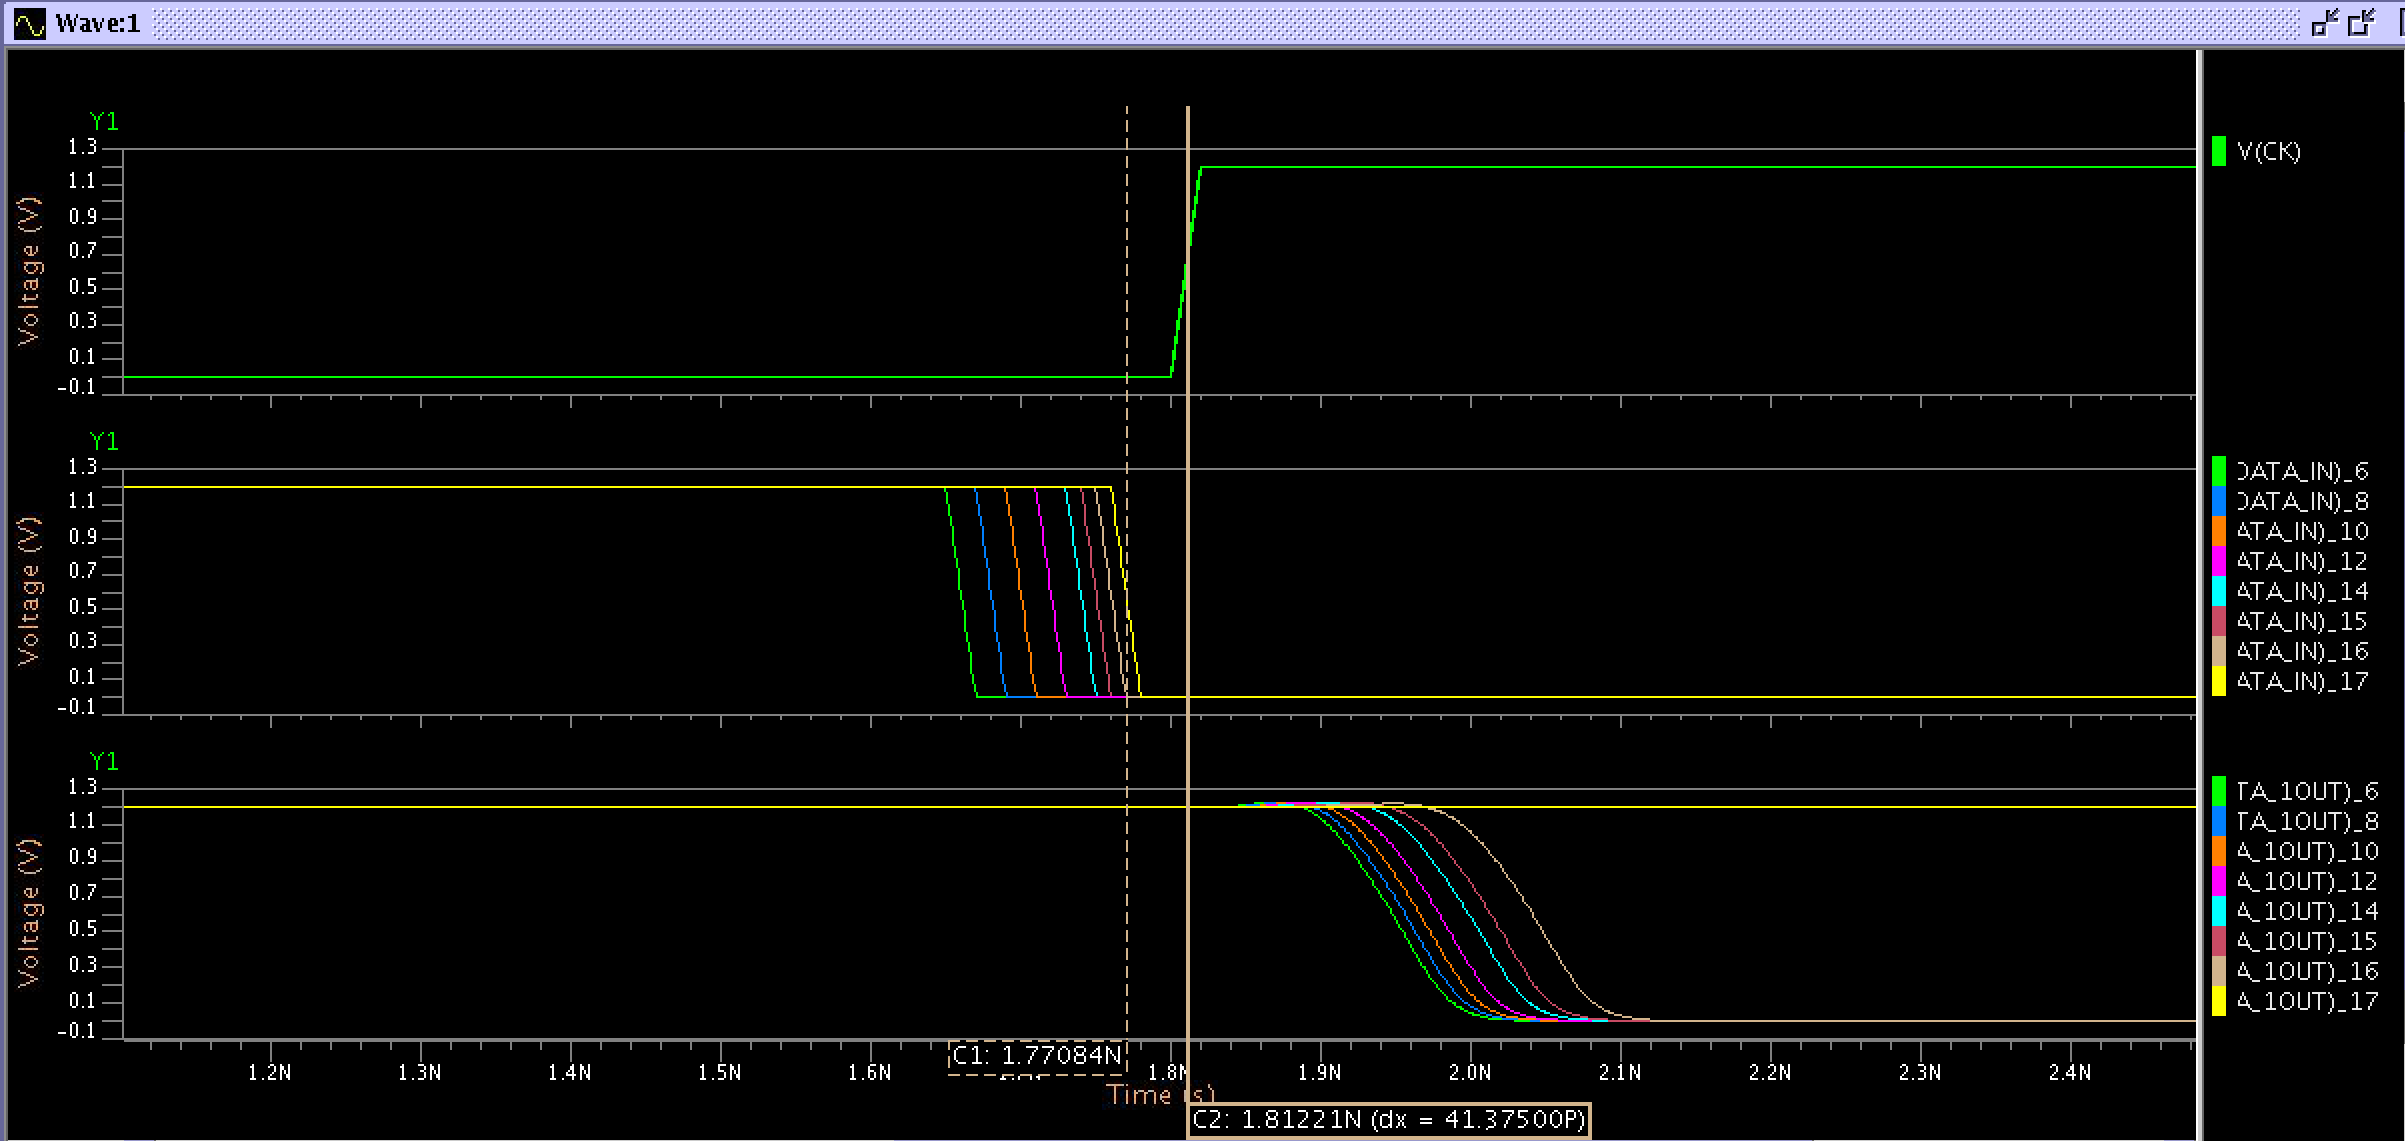 Wave:1
Y1
1.3
1.1
0.9
0.7
0.5
0.3
0.1
-0.1
Voltage (V)
V(CK)
Y1
1.3
1.1
0.9
0.7
0.5
0.3
0.1
-0.1
Voltage (V)
DATA_IN)_6
DATA_IN)_8
ATA_IN)_10
ATA_IN)_12
ATA_IN)_14
ATA_IN)_15
ATA_IN)_16
ATA_IN)_17
Y1
1.3
1.1
0.9
0.7
0.5
0.3
0.1
-0.1
Voltage (V)
TA_1OUT)_6
TA_1OUT)_8
A_1OUT)_10
A_1OUT)_12
A_1OUT)_14
A_1OUT)_15
A_1OUT)_16
A_1OUT)_17
C1: 1.77084N
1.2N 1.3N 1.4N 1.5N 1.6N 1.8N 1.9N 2.0N 2.1N 2.2N 2.3N 2.4N
Time (s)
C2: 1.81221N (dx = 41.37500P)